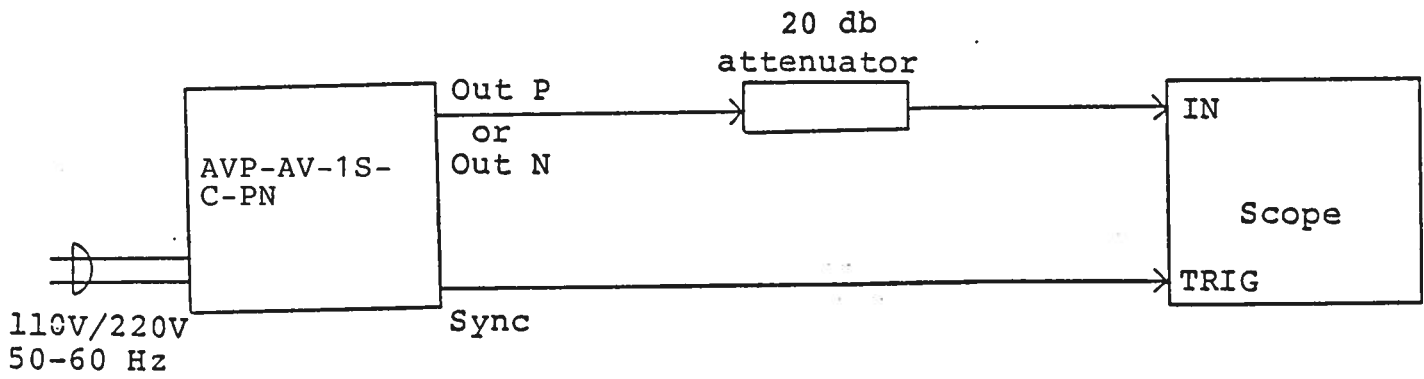 20 db
attenuator
Out P
or
Out N
IN
AVP-AV-1S-
C-PN
Scope
TRIG
Sync
110V/220V
50-60 Hz